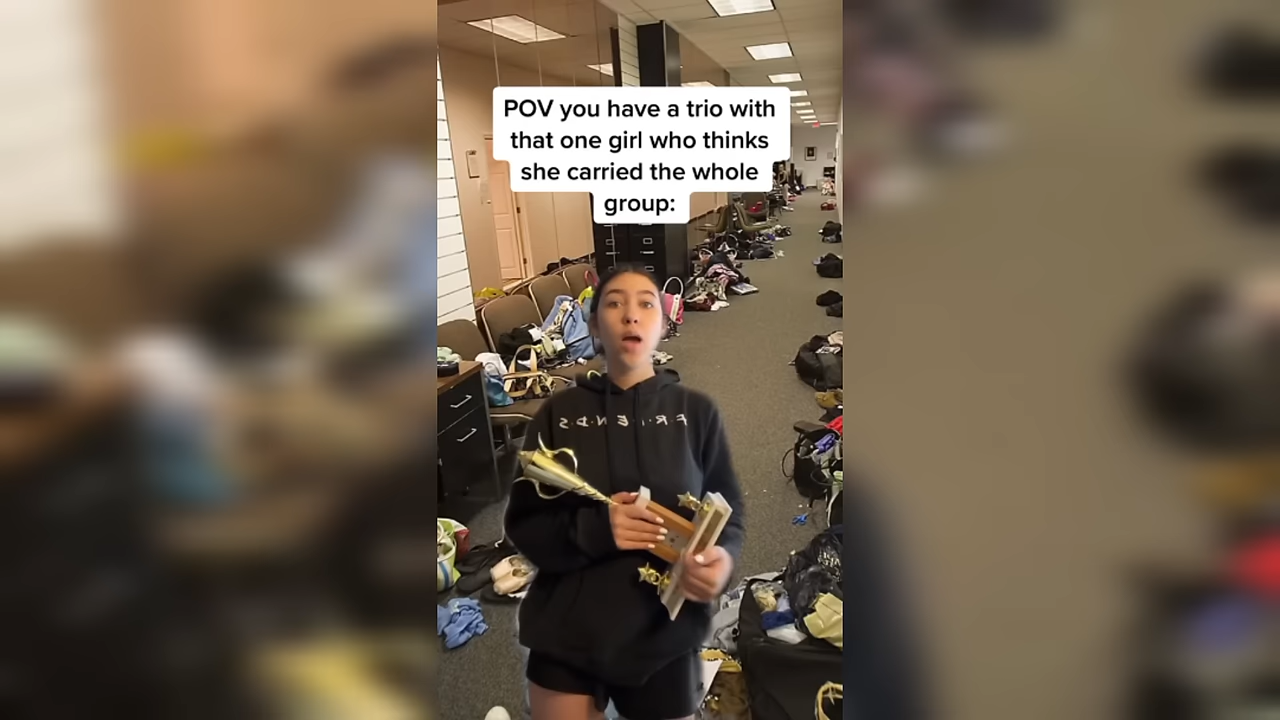 POV you have a trio with
that one girl who thinks
she carried the whole
group:
F·R·I·E·N·D·S